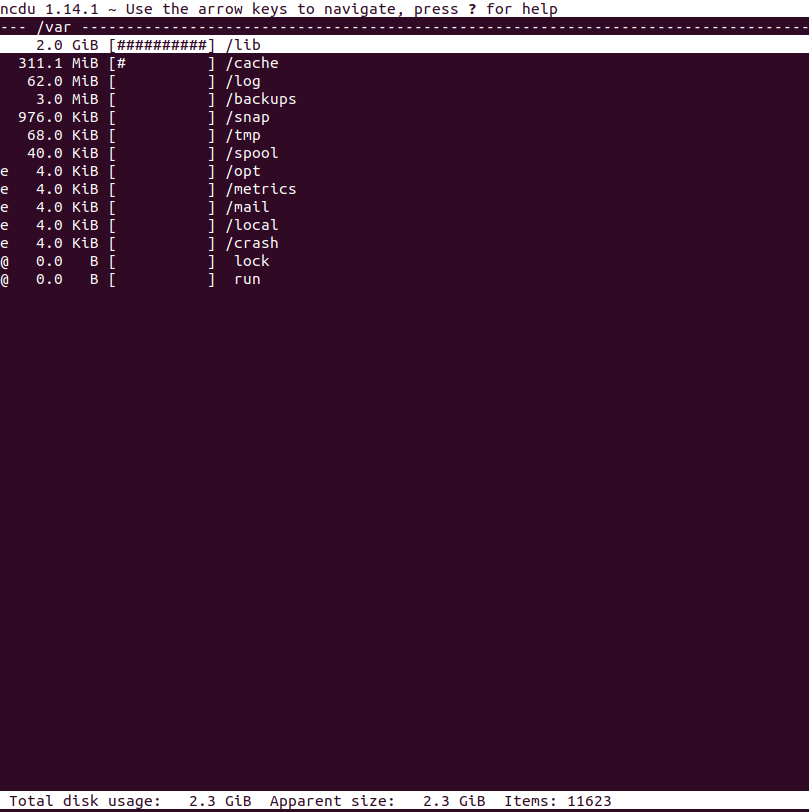 ncdu 1.14.1 ~ Use the arrow keys to navigate, press ? for help
--- /var ---------------------------------------------------------------------------------
    2.0 GiB [##########] /lib
  311.1 MiB [#         ] /cache
   62.0 MiB [          ] /log
    3.0 MiB [          ] /backups
  976.0 KiB [          ] /snap
   68.0 KiB [          ] /tmp
   40.0 KiB [          ] /spool
e   4.0 KiB [          ] /opt
e   4.0 KiB [          ] /metrics
e   4.0 KiB [          ] /mail
e   4.0 KiB [          ] /local
e   4.0 KiB [          ] /crash
@   0.0   B [          ]  lock
@   0.0   B [          ]  run
 Total disk usage:   2.3 GiB  Apparent size:   2.3 GiB  Items: 11623